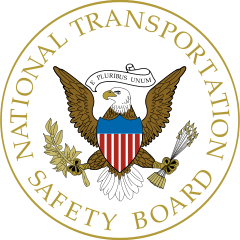 NATIONAL TRANSPORTATION
E PLURIBUS UNUM
SAFETY BOARD